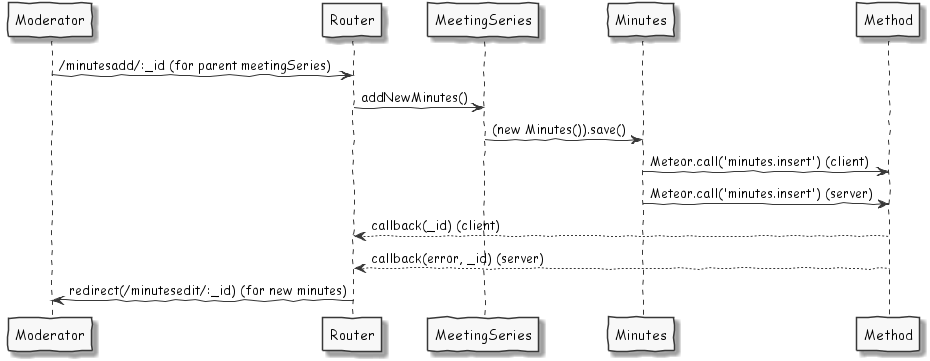 Moderator Router MeetingSeries Minutes Method
/minutesadd/:_id (for parent meetingSeries)
addNewMinutes()
(new Minutes()).save()
Meteor.call('minutes.insert') (client)
Meteor.call('minutes.insert') (server)
callback(_id) (client)
callback(error, _id) (server)
redirect(/minutesedit/:_id) (for new minutes)
Moderator Router MeetingSeries Minutes Method